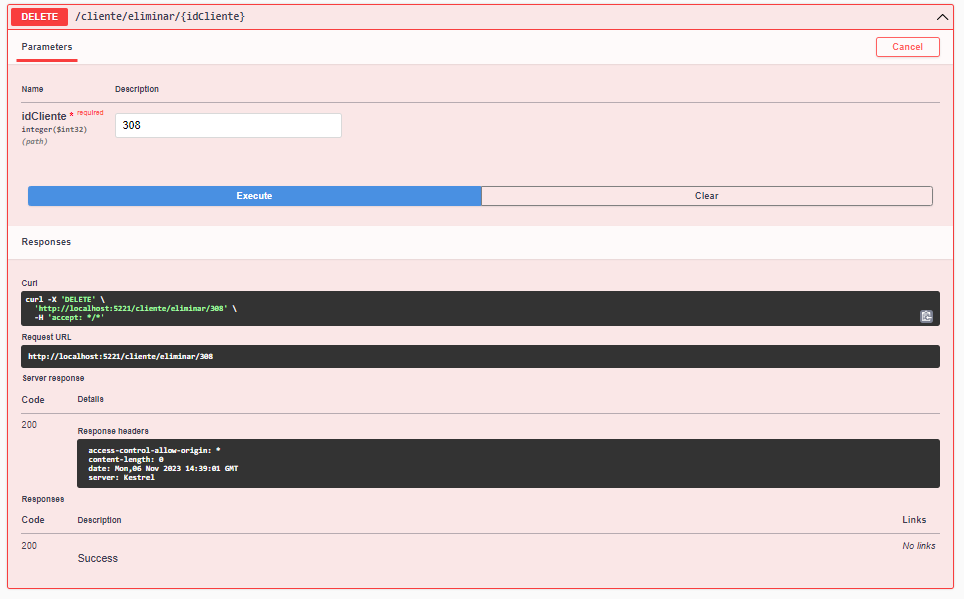 DELETE /cliente/eliminar/{idCliente}
Parameters
Cancel
Name Description
idCliente * required
integer($int32)
(path)
308
Execute Clear
Responses
Curl
curl -X 'DELETE' \
'http://localhost:5221/cliente/eliminar/308' \
-H 'accept: */*'
Request URL
http://localhost:5221/cliente/eliminar/308
Server response
Code Details
200
Response headers
access-control-allow-origin: *
content-length: 0
date: Mon,06 Nov 2023 14:39:01 GMT
server: Kestrel
Responses
Code Description Links
200 No links
Success